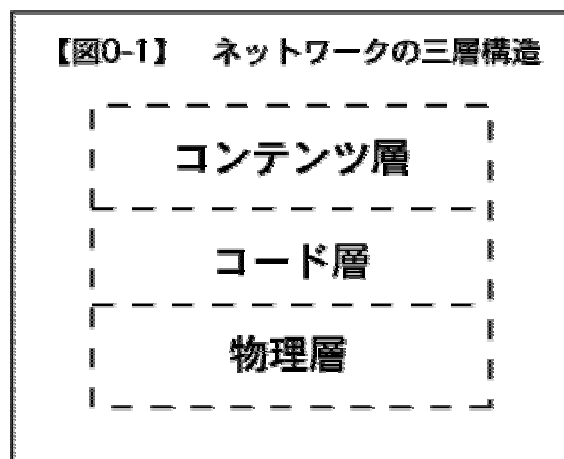 【図0-1】　ネットワークの三層構造
コンテンツ層
コード層
物理層